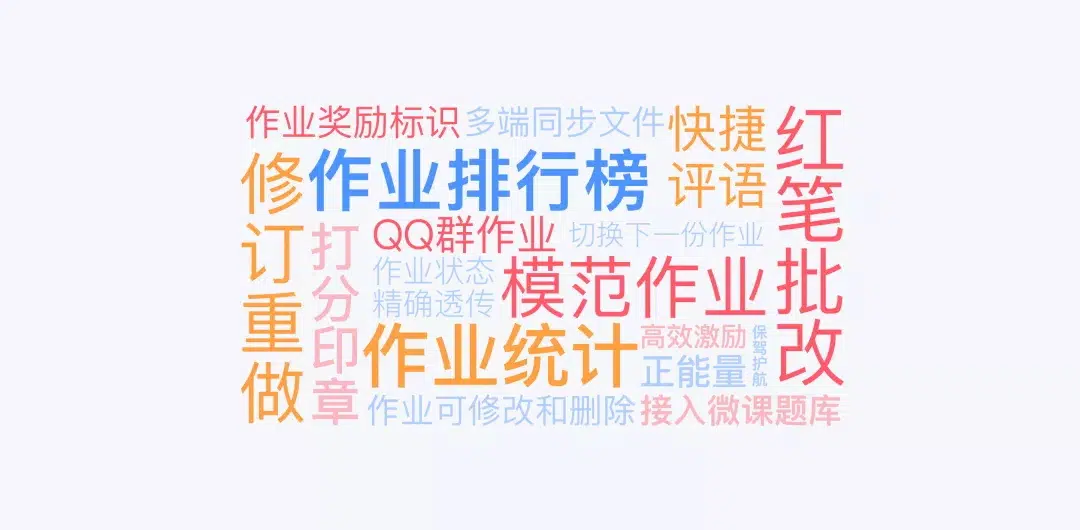 作业奖励标识
多端同步文件
快捷
评语
红笔批改
修订重做
作业排行榜
QQ群作业
切换下一份作业
打分印章
作业状态
精确透传
模范作业
作业统计
高效激励
正能量
保驾护航
作业可修改和删除
接入微课题库